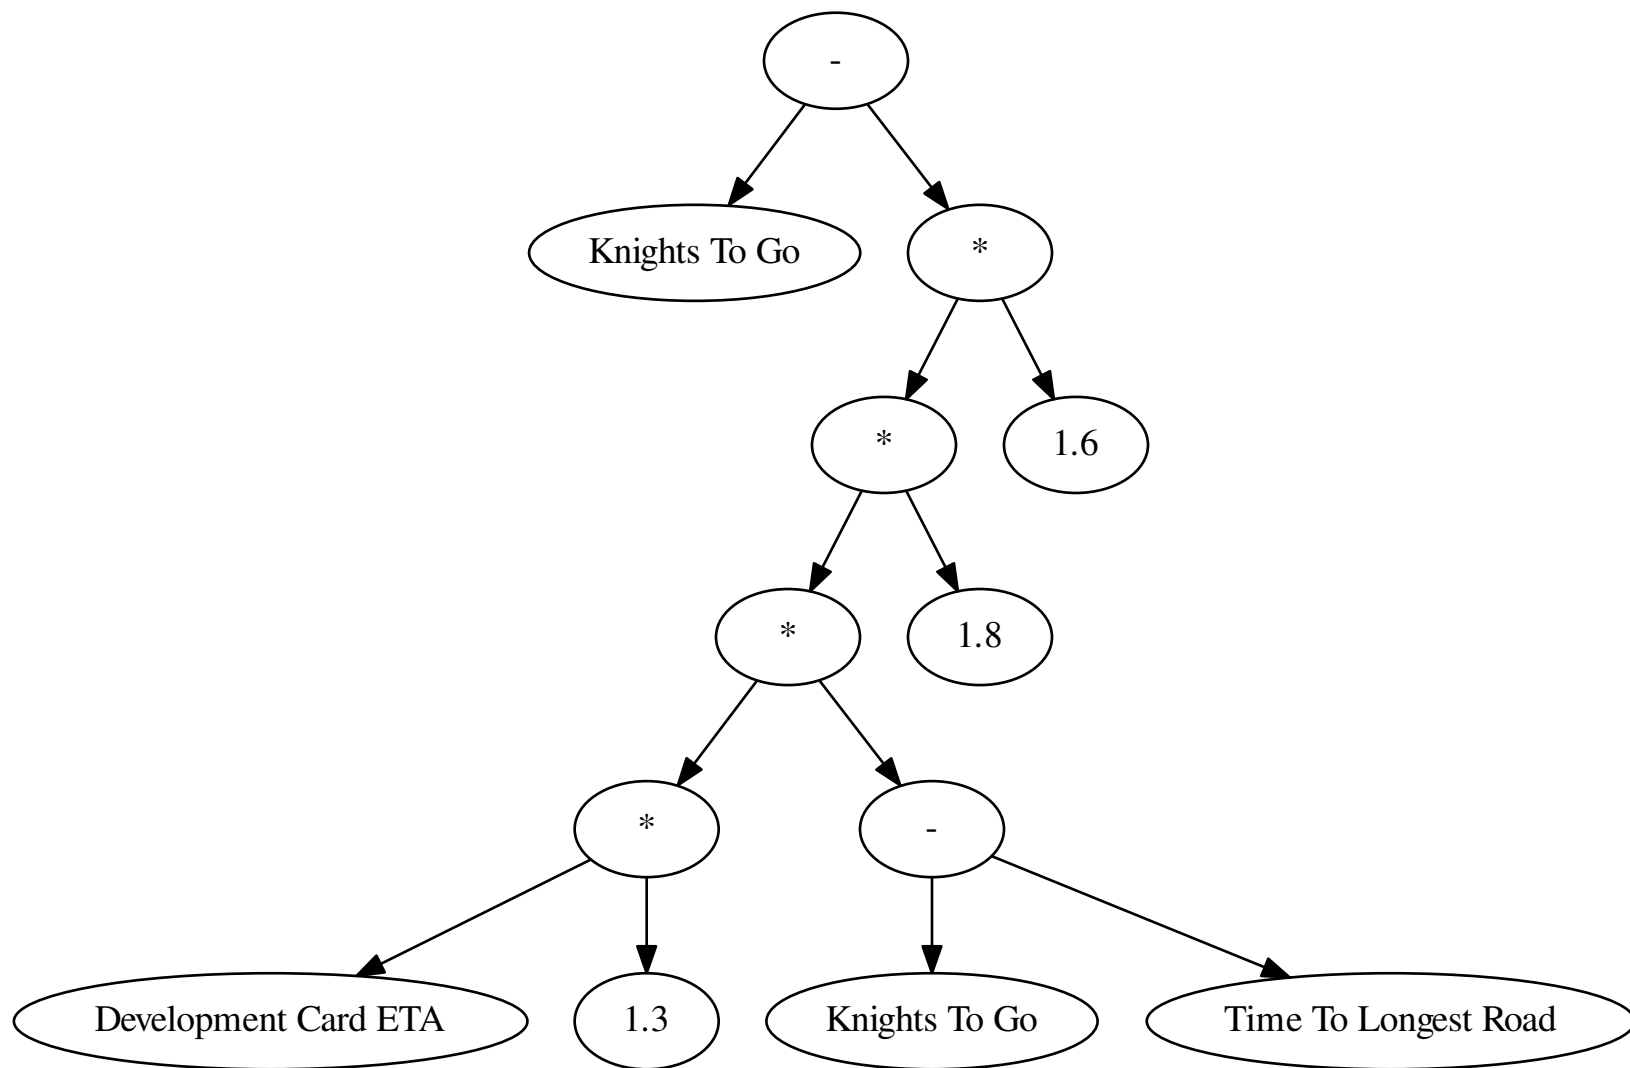 -
Knights To Go
*
*
1.6
*
1.8
*
-
Development Card ETA
1.3
Knights To Go
Time To Longest Road